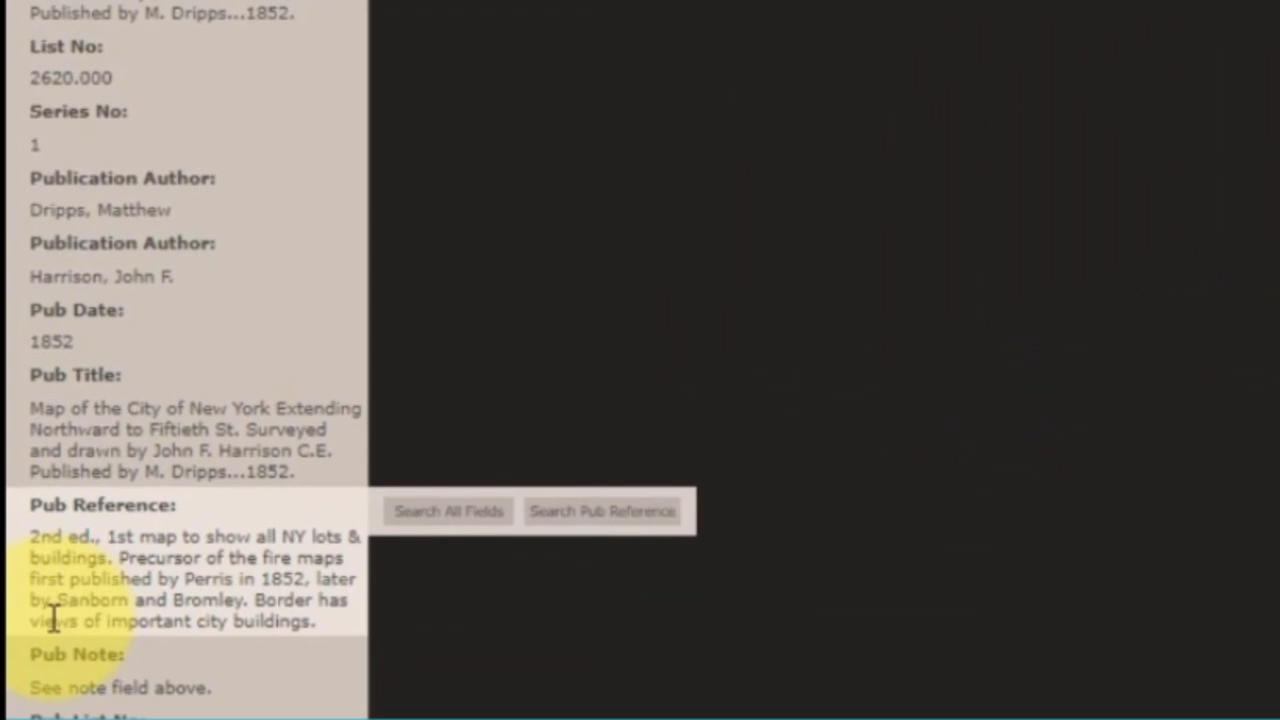 Published by M. Dripps...1852.
List No:
2620.000
Series No:
1
Publication Author:
Dripps, Matthew
Publication Author:
Harrison, John F.
Pub Date:
1852
Pub Title:
Map of the City of New York Extending
Northward to Fiftieth St. Surveyed
and drawn by John F. Harrison C.E.
Published by M. Dripps...1852.
Pub Reference:
Search All Fields
Search Pub Reference
2nd ed., 1st map to show all NY lots &
buildings. Precursor of the fire maps
first published by Perris in 1852, later
by Sanborn and Bromley. Border has
views of important city buildings.
Pub Note:
See note field above.
Pub List No: